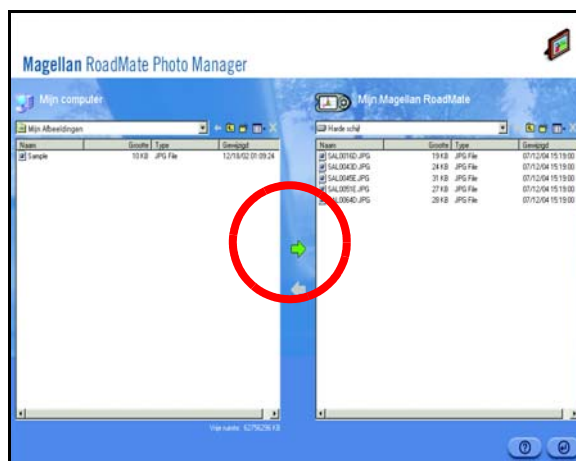 Magellan RoadMate Photo Manager
Mijn computer
Mijn Afbeeldingen
Naam Grootte Type Gewijzigd
Sample 10 KB JPG File 12/18/02 01:09:24
Vrije ruimte: 62756296 KB
Mijn Magellan RoadMate
Harde schijf
Naam Grootte Type Gewijzigd
SAL0016D.JPG 19 KB JPG File 07/12/04 15:19:00
SAL0043D.JPG 24 KB JPG File 07/12/04 15:19:00
SAL0045E.JPG 31 KB JPG File 07/12/04 15:19:00
SAL0051E.JPG 27 KB JPG File 07/12/04 15:19:00
SAL0064D.JPG 28 KB JPG File 07/12/04 15:19:00